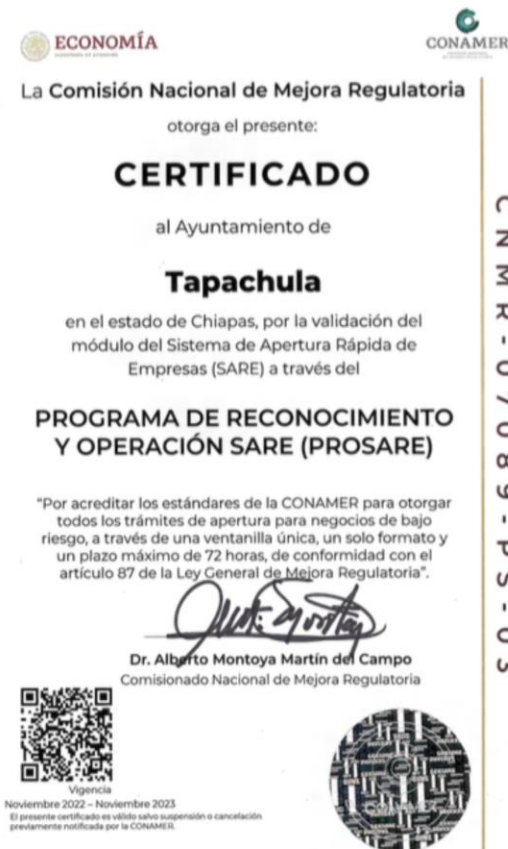 ECONOMÍA
CONAMER
La Comisión Nacional de Mejora Regulatoria
otorga el presente:
CERTIFICADO
al Ayuntamiento de
Tapachula
en el estado de Chiapas, por la validación del
módulo del Sistema de Apertura Rápida de
Empresas (SARE) a través del
PROGRAMA DE RECONOCIMIENTO
Y OPERACIÓN SARE (PROSARE)
"Por acreditar los estándares de la CONAMER para otorgar
todos los trámites de apertura para negocios de bajo
riesgo, a través de una ventanilla única, un solo formato y
un plazo máximo de 72 horas, de conformidad con el
artículo 87 de la Ley General de Mejora Regulatoria".
Dr. Alberto Montoya Martín del Campo
Comisionado Nacional de Mejora Regulatoria
Vigencia
Noviembre 2022 – Noviembre 2023
El presente certificado es válido salvo suspensión o cancelación
previamente notificada por la CONAMER.
CNMR-07089-PS-03